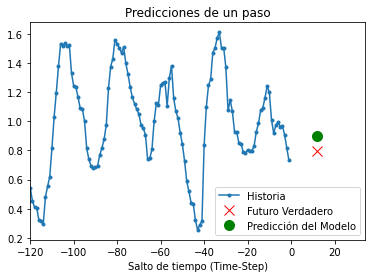 Predicciones de un paso
1.6
1.4
1.2
1.0
0.8
0.6
0.4
0.2
Historia
Futuro Verdadero
Predicción del Modelo
−120 −100 −80 −60 −40 −20 0 20
Salto de tiempo (Time-Step)